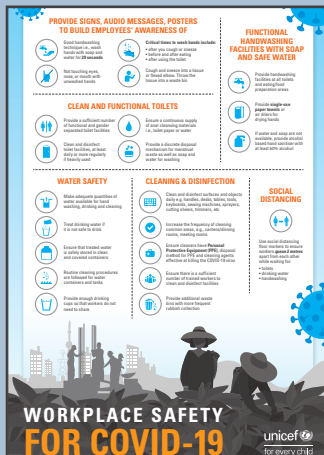 PROVIDE SIGNS, AUDIO MESSAGES, POSTERS
TO BUILD EMPLOYEES' AWARENESS OF
Good handwashing
technique i.e., wash
hands with soap and
water for 20 seconds
Critical times to wash hands include:
• after you cough or sneeze
• before and after eating
• after using the toilet
Not touching eyes,
nose, or mouth with
unwashed hands
Cough and sneeze into a tissue
or flexed elbow. Throw the
tissue into a waste bin
FUNCTIONAL
HANDWASHING
FACILITIES WITH SOAP
AND SAFE WATER
Provide handwashing
facilities at all toilets
and eating/food
preparation areas
Provide single-use
paper towels or
air driers for
drying hands
If water and soap are not
available, provide alcohol
based hand sanitiser with
at least alcohol
CLEAN AND FUNCTIONAL TOILETS
Provide a sufficient number
of functional and gender
separated toilet facilities
Ensure a continuous supply
of anal cleansing materials
i.e., toilet paper or water
Clean and disinfect
toilet facilities, at least
daily or more regularly
if heavily used
Provide a discrete disposal
mechanism for menstrual
waste as well as soap and
water for washing
WATER SAFETY
Make adequate quantities of
water available for hand
washing, drinking and cleaning
Treat drinking water if
it is not safe to drink
Ensure that treated water
is safely stored in clean
and covered containers
Routine cleaning procedures
are followed for water
containers and tanks
Provide enough drinking
cups so that workers do not
need to share
CLEANING & DISINFECTION
Clean and disinfect surfaces and objects
daily e.g. handles, desks, tables, tools,
keyboards, sewing machines, sprayers,
cutting shears, trimmers, etc
Increase the frequency of cleaning
common areas, e.g., canteens/dining
rooms, meeting rooms
Ensure cleaners have Personal
Protective Equipment (PPE), disposal
method for PPE and cleaning agents
effective at killing the COVID-19 virus
Ensure there is a sufficient
number of trained workers to
clean and disinfect facilities
Provide additional waste
bins with more frequent
rubbish collection
SOCIAL
DISTANCING
Use social distancing
floor markers to ensure
workers queue 2 metres
apart from each other
while waiting for
• toilets
• drinking water
• handwashing
WORKPLACE SAFETY
FOR COVID-19
unicef
for every child